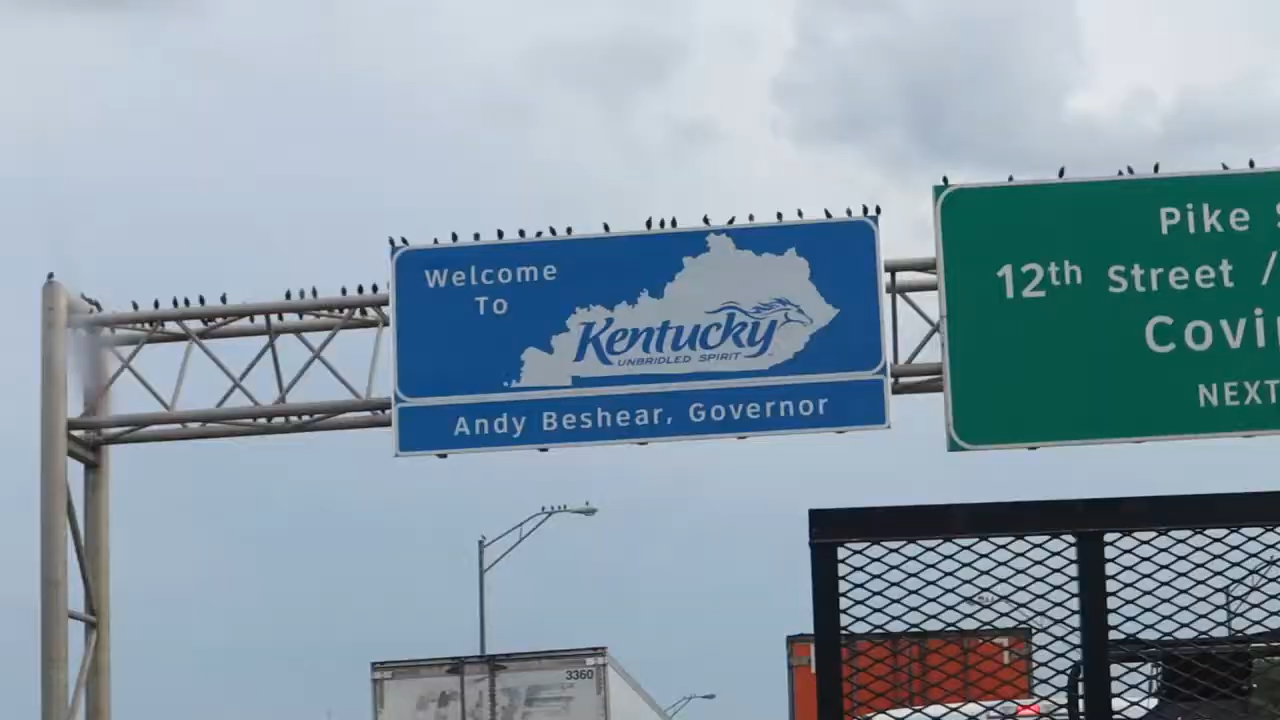 Welcome
To
Kentucky
UNBRIDLED SPIRIT
Andy Beshear, Governor
Pike
12th Street /
Covi
NEXT
3360